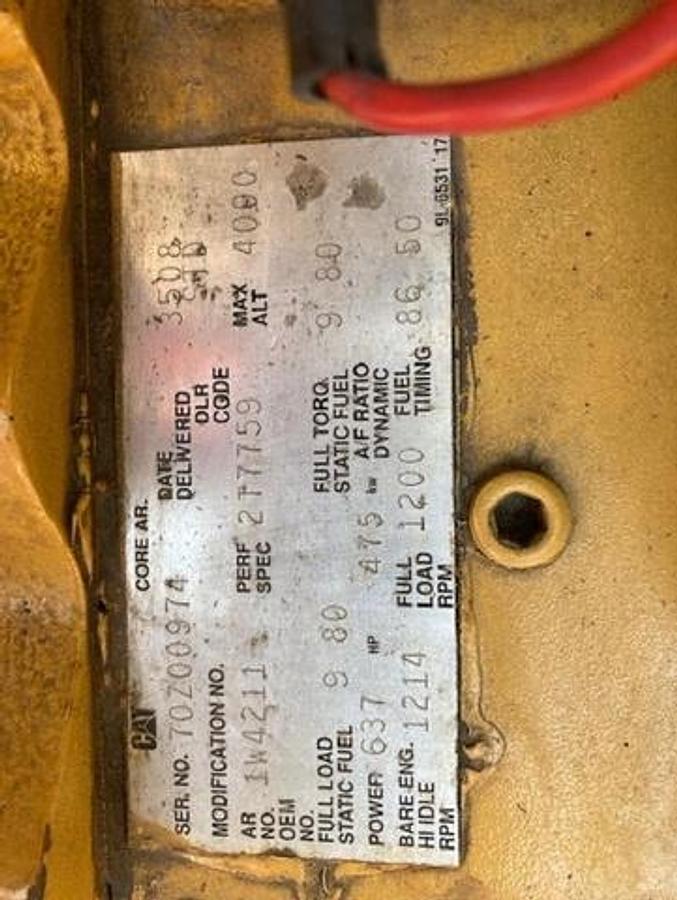 CAT CORE AR. 3508
SER. NO. 70Z00974 DATE DELIVERED
MODIFICATION NO. DLR CODE
AR NO. 1W4211 PERF SPEC 2T7759 MAX ALT 4000
OEM NO.
FULL LOAD STATIC FUEL 9 80 FULL TORQ. STATIC FUEL 9 80
POWER 637 HP 475 kw A/F RATIO DYNAMIC
BARE ENG. HI IDLE RPM 1214 FULL LOAD RPM 1200 FUEL TIMING 86 50
9L-6531 17